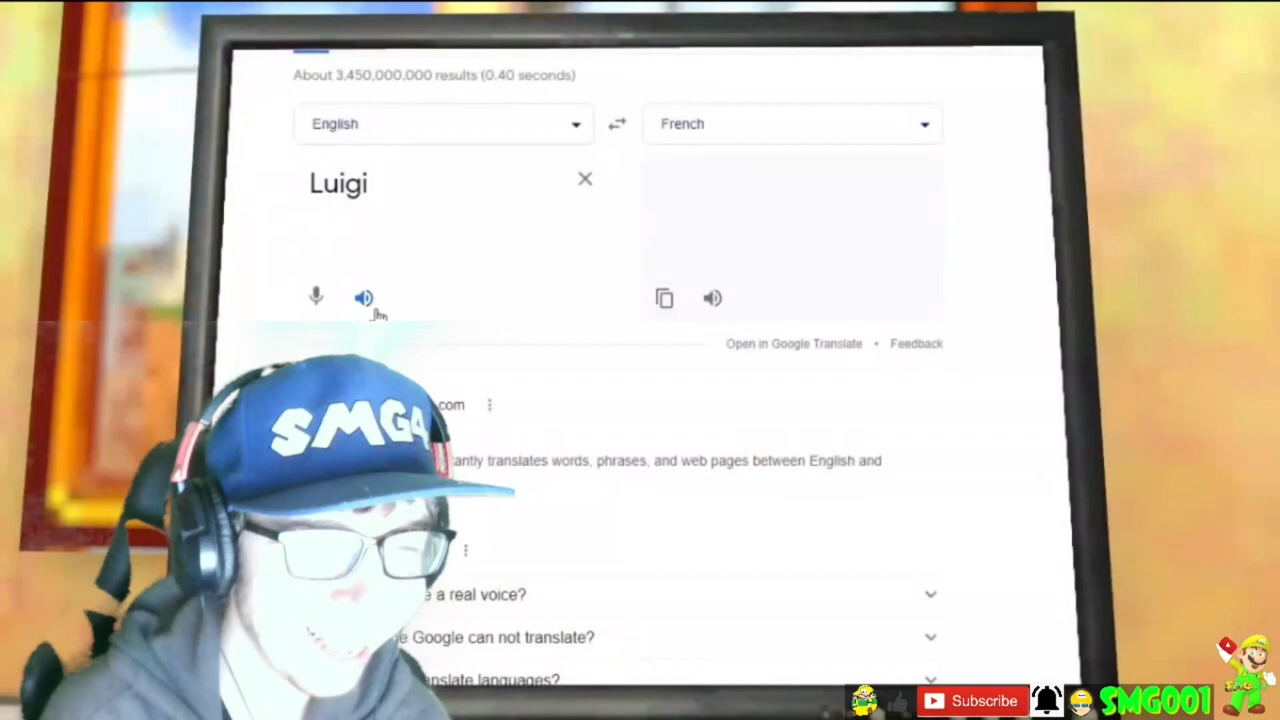 About 3,450,000,000 results (0.40 seconds)
English
French
Luigi
Open in Google Translate • Feedback
com
SMG4
antly translates words, phrases, and web pages between English and
e a real voice?
e Google can not translate?
anslate languages?
Subscribe
SMG001